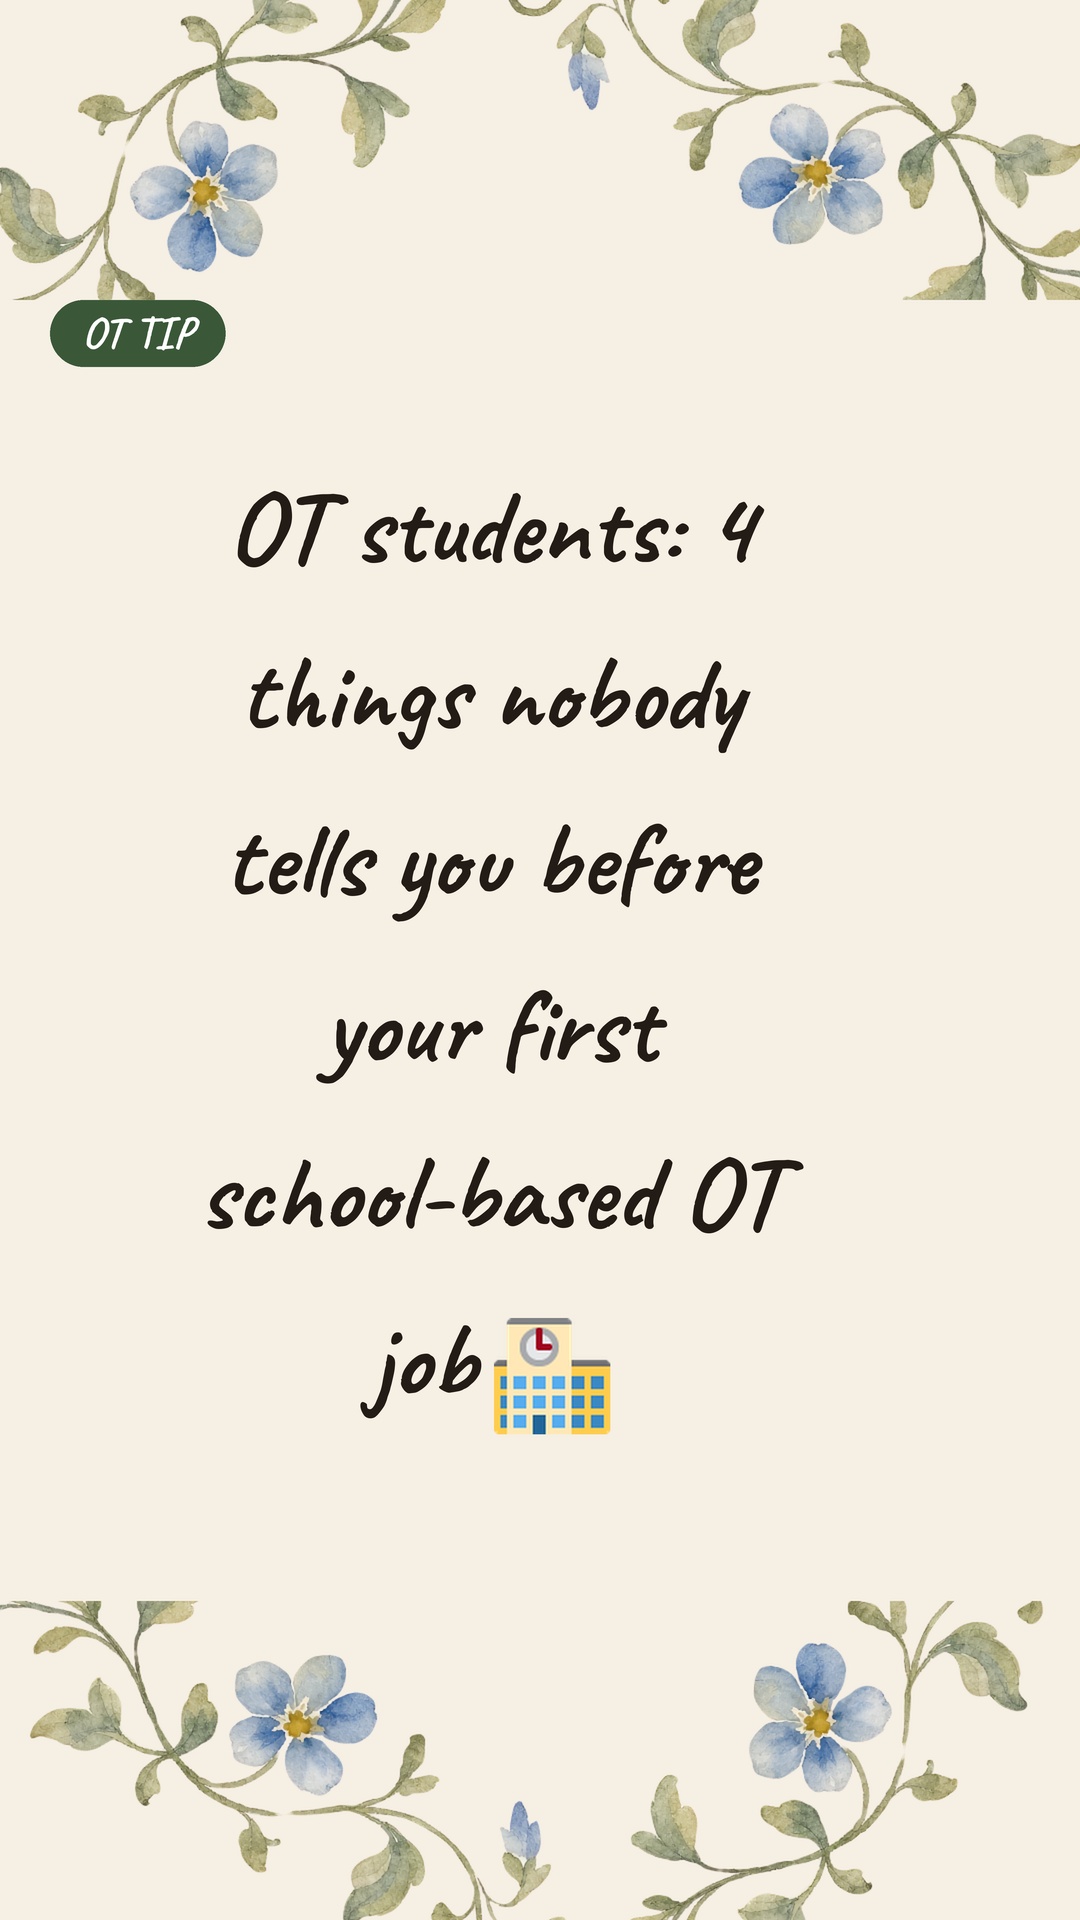 OT TIP
OT students: 4
things nobody
tells you before
your first
school-based OT
job🏫